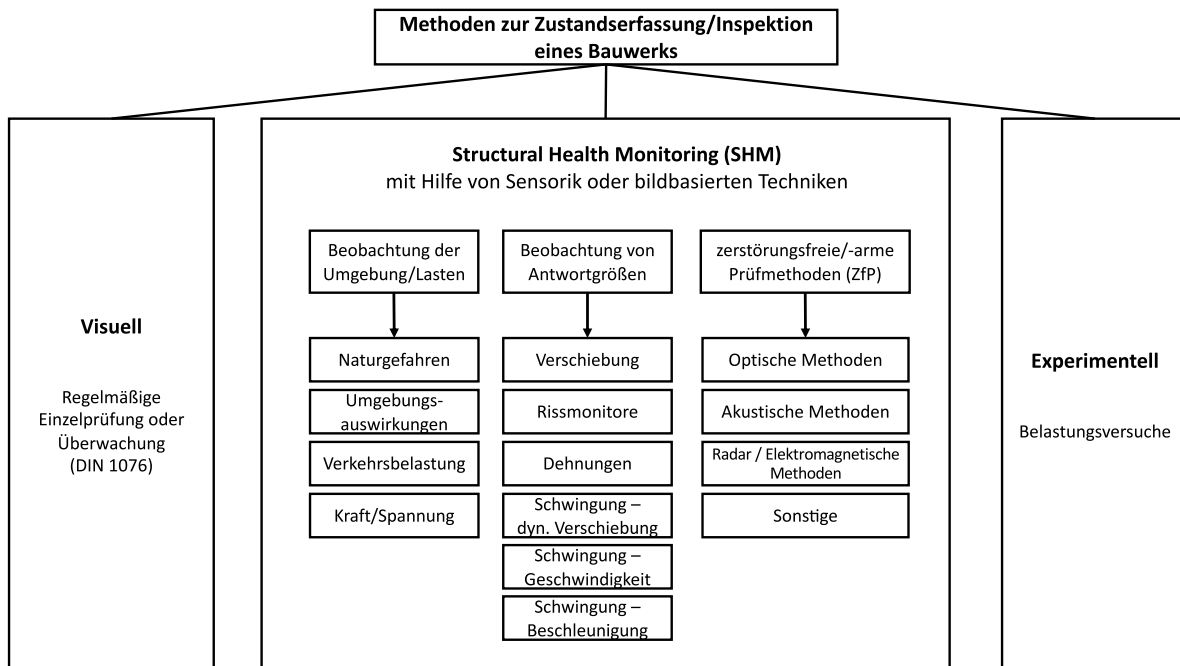 Methoden zur Zustandserfassung/Inspektion
eines Bauwerks
Visuell
Regelmäßige
Einzelprüfung oder
Überwachung
(DIN 1076)
Structural Health Monitoring (SHM)
mit Hilfe von Sensorik oder bildbasierten Techniken
Beobachtung der
Umgebung/Lasten
Naturgefahren
Umgebungs-
auswirkungen
Verkehrsbelastung
Kraft/Spannung
Beobachtung von
Antwortgrößen
Verschiebung
Rissmonitore
Dehnungen
Schwingung –
dyn. Verschiebung
Schwingung –
Geschwindigkeit
Schwingung –
Beschleunigung
zerstörungsfreie/-arme
Prüfmethoden (ZfP)
Optische Methoden
Akustische Methoden
Radar / Elektromagnetische
Methoden
Sonstige
Experimentell
Belastungsversuche